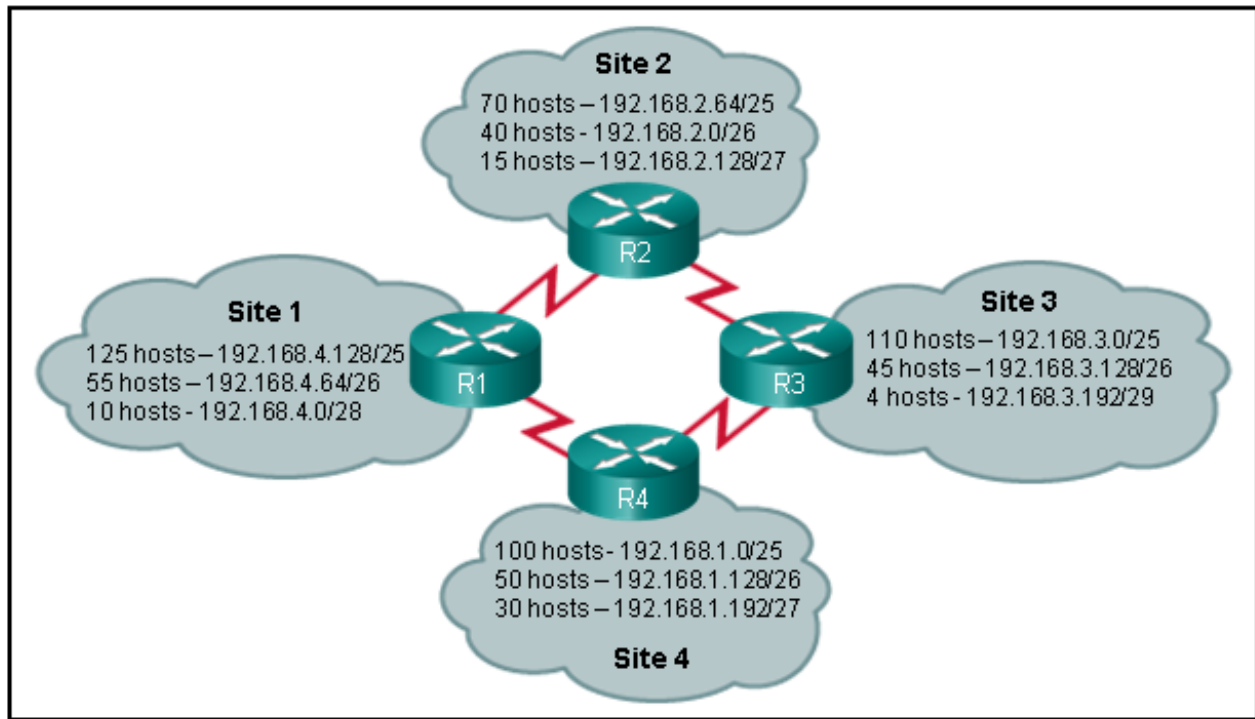 Site 2
70 hosts – 192.168.2.64/25
40 hosts - 192.168.2.0/26
15 hosts – 192.168.2.128/27
R2
Site 1
125 hosts – 192.168.4.128/25
55 hosts – 192.168.4.64/26
10 hosts - 192.168.4.0/28
R1
Site 3
110 hosts – 192.168.3.0/25
45 hosts – 192.168.3.128/26
4 hosts - 192.168.3.192/29
R3
R4
100 hosts- 192.168.1.0/25
50 hosts – 192.168.1.128/26
30 hosts – 192.168.1.192/27
Site 4